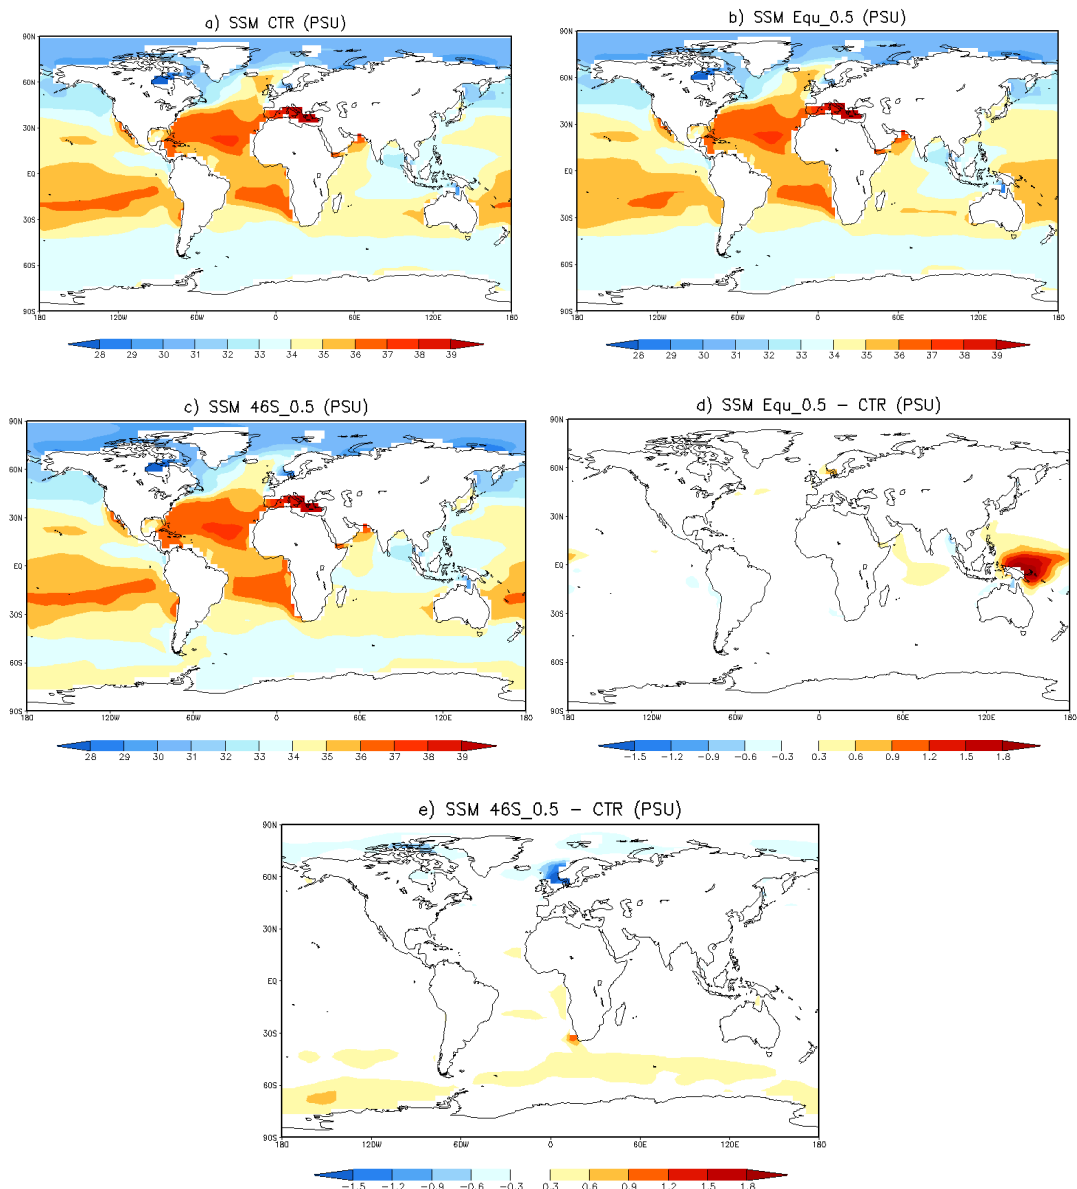 a) SSM CTR (PSU)
90N
60N
30N
EQ
30S
60S
90S
180 120W 60W 0 60E 120E 180
28 29 30 31 32 33 34 35 36 37 38 39
b) SSM Equ_0.5 (PSU)
90N
60N
30N
EQ
30S
60S
90S
180 120W 60W 0 60E 120E 180
28 29 30 31 32 33 34 35 36 37 38 39
c) SSM 46S_0.5 (PSU)
90N
60N
30N
EQ
30S
60S
90S
180 120W 60W 0 60E 120E 180
28 29 30 31 32 33 34 35 36 37 38 39
d) SSM Equ_0.5 − CTR (PSU)
90N
60N
30N
EQ
30S
60S
90S
180 120W 60W 0 60E 120E 180
−1.5 −1.2 −0.9 −0.6 −0.3 0.3 0.6 0.9 1.2 1.5 1.8
e) SSM 46S_0.5 − CTR (PSU)
90N
60N
30N
EQ
30S
60S
90S
180 120W 60W 0 60E 120E 180
−1.5 −1.2 −0.9 −0.6 −0.3 0.3 0.6 0.9 1.2 1.5 1.8